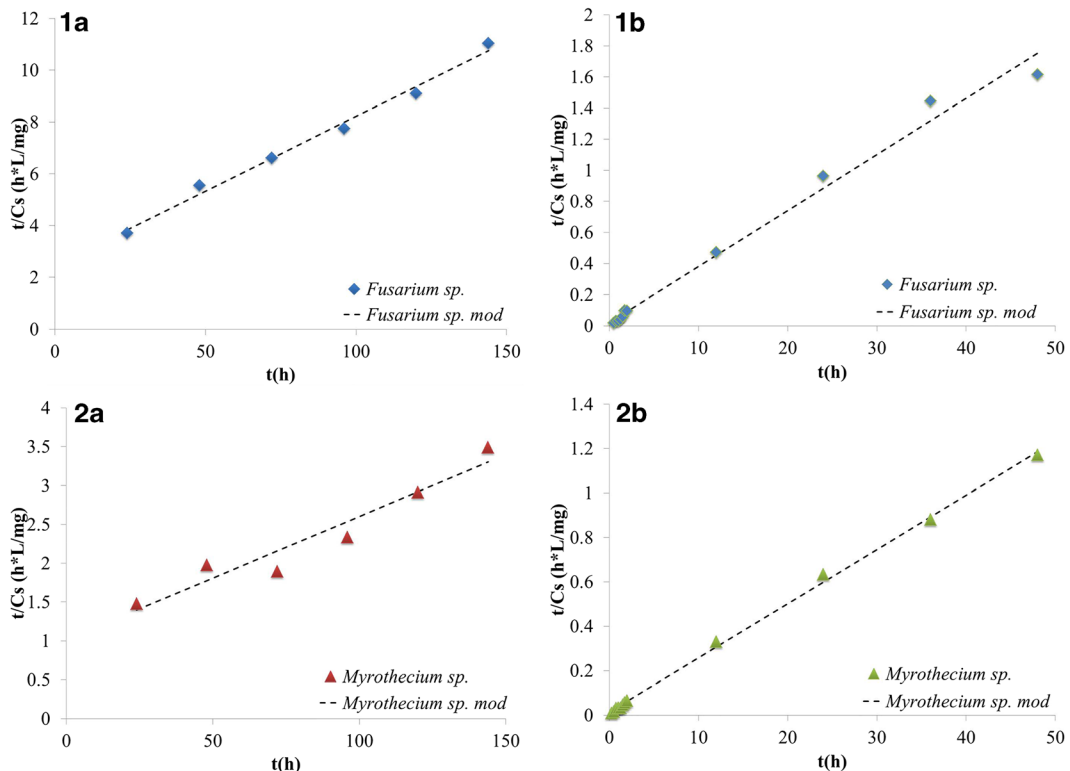 1a
12
10
8
6
4
2
0
0 50 100 150
t/Cs (h*L/mg)
t(h)
Fusarium sp.
Fusarium sp. mod
1b
2
1.8
1.6
1.4
1.2
1
0.8
0.6
0.4
0.2
0
0 10 20 30 40 50
t/Cs (h*L/mg)
t(h)
Fusarium sp.
Fusarium sp. mod
2a
4
3.5
3
2.5
2
1.5
1
0.5
0
0 50 100 150
t/Cs (h*L/mg)
t(h)
Myrothecium sp.
Myrothecium sp. mod
2b
1.4
1.2
1
0.8
0.6
0.4
0.2
0
0 10 20 30 40 50
t/Cs (h*L/mg)
t(h)
Myrothecium sp.
Myrothecium sp. mod